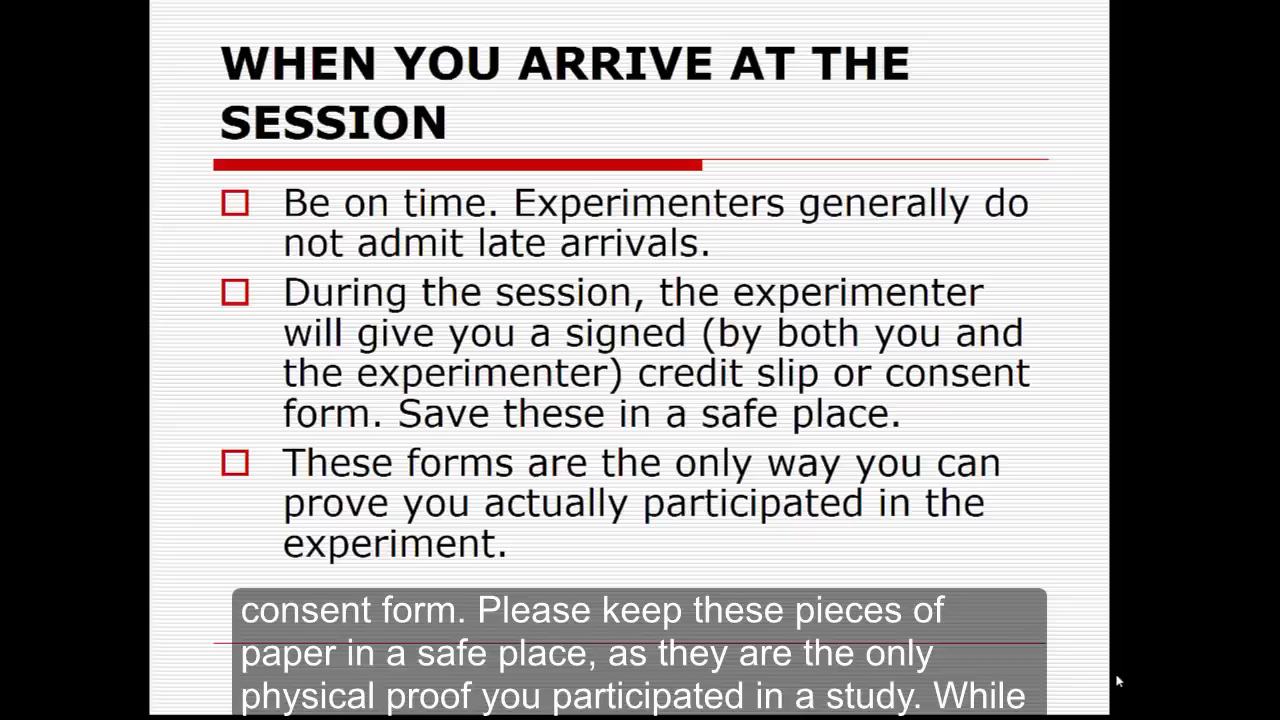 WHEN YOU ARRIVE AT THE
SESSION
Be on time. Experimenters generally do
not admit late arrivals.
During the session, the experimenter
will give you a signed (by both you and
the experimenter) credit slip or consent
form. Save these in a safe place.
These forms are the only way you can
prove you actually participated in the
experiment.
consent form. Please keep these pieces of
paper in a safe place, as they are the only
physical proof you participated in a study. While